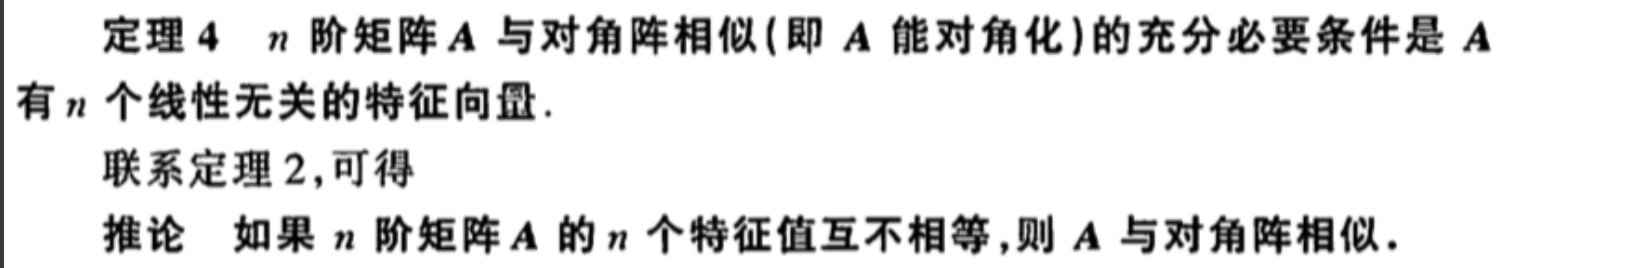 定理 4　n 阶矩阵 A 与对角阵相似(即 A 能对角化)的充分必要条件是 A
有 n 个线性无关的特征向量.
联系定理 2,可得
推论　如果 n 阶矩阵 A 的 n 个特征值互不相等,则 A 与对角阵相似.